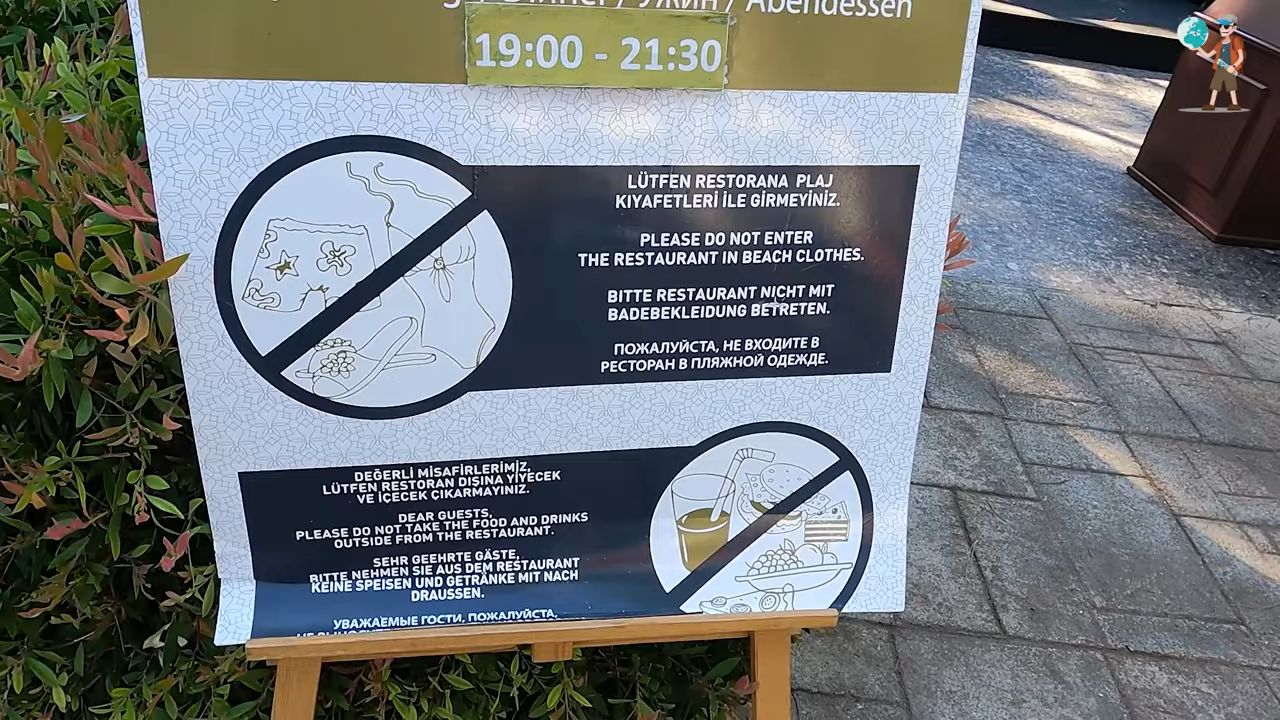 / Dinner / Ужин / Abendessen
19:00 - 21:30
LÜTFEN RESTORANA PLAJ
KIYAFETLERİ İLE GİRMEYİNİZ.
PLEASE DO NOT ENTER
THE RESTAURANT IN BEACH CLOTHES.
BITTE RESTAURANT NICHT MIT
BADEBEKLEIDUNG BETRETEN.
ПОЖАЛУЙСТА, НЕ ВХОДИТЕ В
РЕСТОРАН В ПЛЯЖНОЙ ОДЕЖДЕ.
DEĞERLİ MİSAFİRLERİMİZ,
LÜTFEN RESTORAN DIŞINA YİYECEK
VE İÇECEK ÇIKARMAYINIZ.
DEAR GUESTS,
PLEASE DO NOT TAKE THE FOOD AND DRINKS
OUTSIDE FROM THE RESTAURANT.
SEHR GEEHRTE GÄSTE,
BITTE NEHMEN SIE AUS DEM RESTAURANT
KEINE SPEISEN UND GETRÄNKE MIT NACH
DRAUSSEN.
УВАЖАЕМЫЕ ГОСТИ, ПОЖАЛУЙСТА,